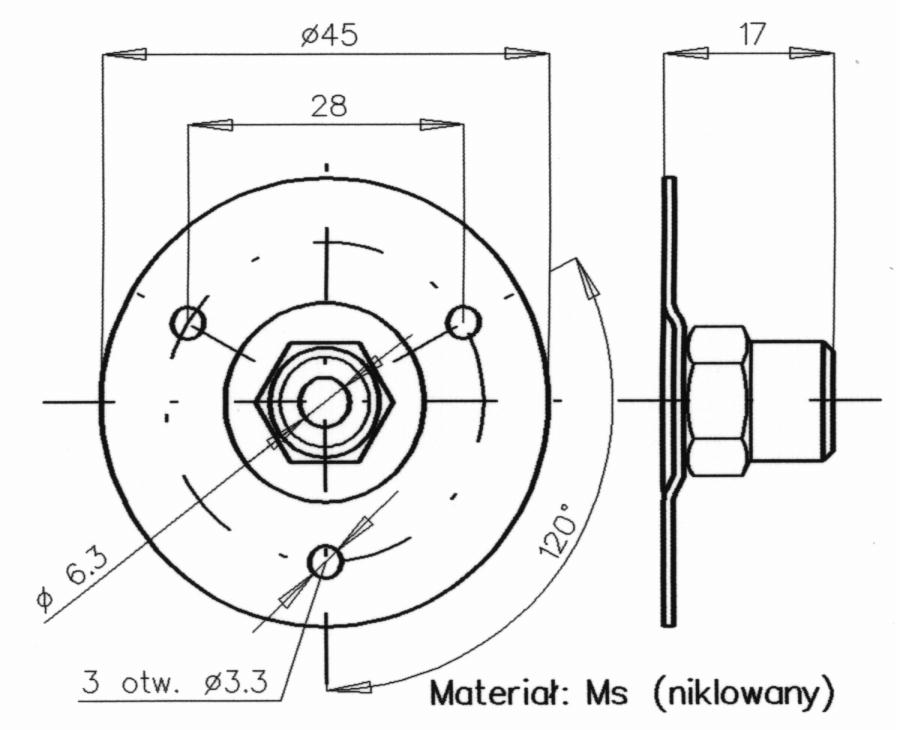 ø45
17
28
120°
ø 6.3
3 otw. ø3.3
Materiał: Ms (niklowany)